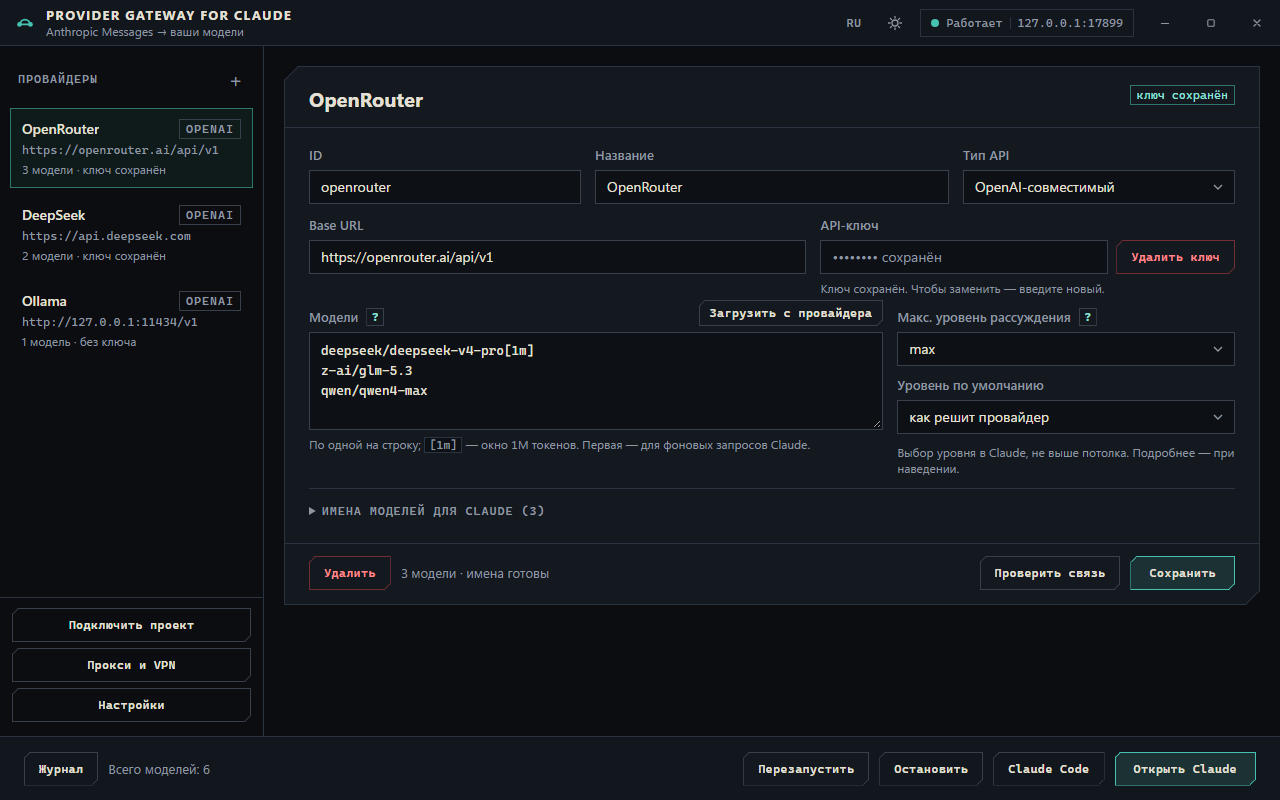 PROVIDER GATEWAY FOR CLAUDE
Anthropic Messages → ваши модели
RU
Работает
127.0.0.1:17899
ПРОВАЙДЕРЫ
+
OpenRouter
OPENAI
https://openrouter.ai/api/v1
3 модели · ключ сохранён
DeepSeek
OPENAI
https://api.deepseek.com
2 модели · ключ сохранён
Ollama
OPENAI
http://127.0.0.1:11434/v1
1 модель · без ключа
Подключить проект
Прокси и VPN
Настройки
OpenRouter
ключ сохранён
ID
Название
Тип API
openrouter
OpenRouter
OpenAI-совместимый
Base URL
API-ключ
https://openrouter.ai/api/v1
•••••••• сохранён
Удалить ключ
Ключ сохранён. Чтобы заменить — введите новый.
Модели ?
Загрузить с провайдера
deepseek/deepseek-v4-pro[1m]
z-ai/glm-5.3
qwen/qwen4-max
По одной на строку; [1m] — окно 1М токенов. Первая — для фоновых запросов Claude.
Макс. уровень рассуждения ?
max
Уровень по умолчанию
как решит провайдер
Выбор уровня в Claude, не выше потолка. Подробнее — при
наведении.
ИМЕНА МОДЕЛЕЙ ДЛЯ CLAUDE (3)
Удалить
3 модели · имена готовы
Проверить связь
Сохранить
Журнал
Всего моделей: 6
Перезапустить
Остановить
Claude Code
Открыть Claude